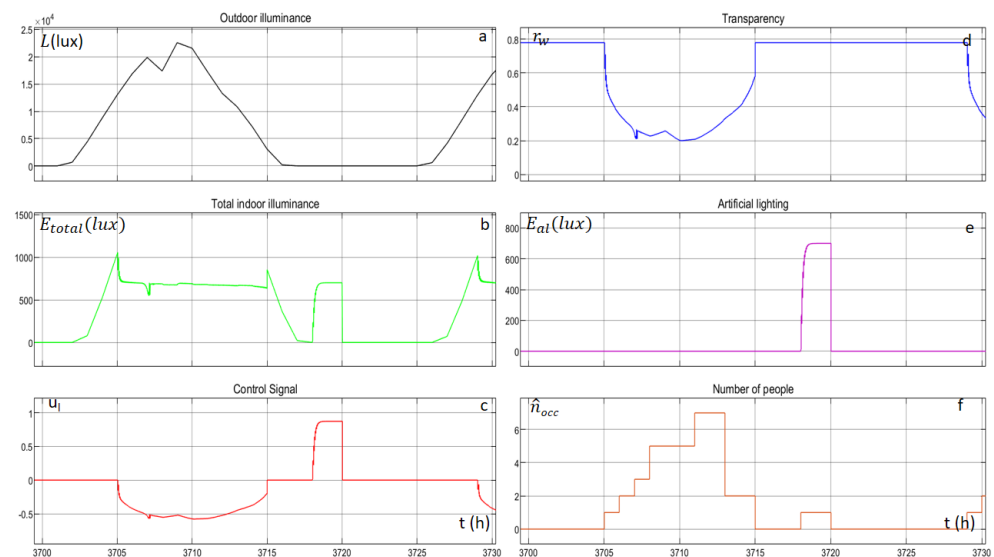 Outdoor illuminance
×10⁴
L(lux)
a
2.5
2
1.5
1
0.5
0
Transparency
r_w
d
0.8
0.6
0.4
0.2
0
Total indoor illuminance
E_total(lux)
b
1500
1000
500
0
Artificial lighting
E_al(lux)
e
800
600
400
200
0
Control Signal
u_l
c
1
0.5
0
-0.5
t (h)
3700 3705 3710 3715 3720 3725 3730
Number of people
n̂_occ
f
6
4
2
0
t (h)
3700 3705 3710 3715 3720 3725 3730